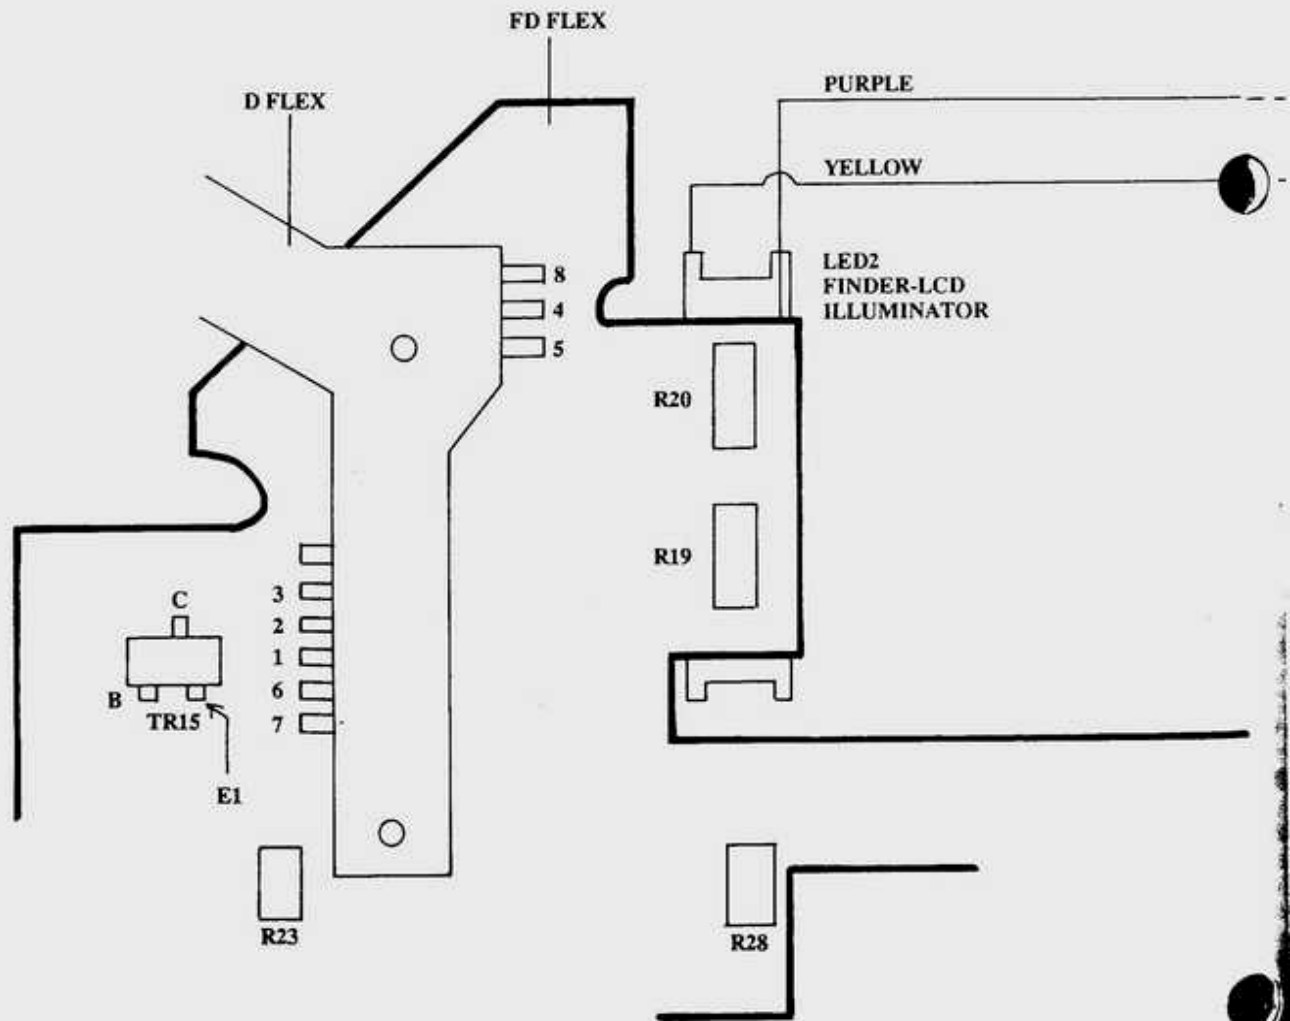 FD FLEX
D FLEX
PURPLE
YELLOW
LED2
FINDER-LCD
ILLUMINATOR
8
4
5
R20
R19
3
2
1
6
7
C
B
TR15
E1
R23
R28